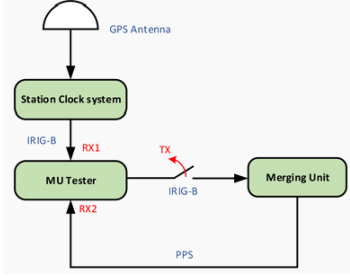 GPS Antenna
Station Clock system
IRIG-B
RX1
TX
MU Tester
IRIG-B
Merging Unit
RX2
PPS